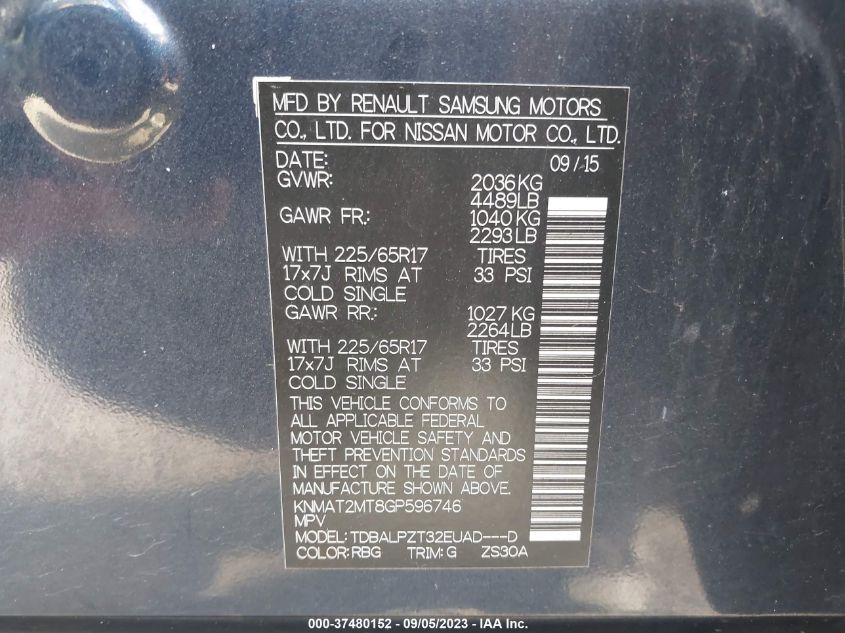 MFD BY RENAULT SAMSUNG MOTORS
CO., LTD. FOR NISSAN MOTOR CO., LTD.
DATE: 09/15
GVWR: 2036KG
4489LB
GAWR FR.: 1040KG
2293LB
WITH 225/65R17 TIRES
17x7J RIMS AT 33 PSI
COLD SINGLE
GAWR RR.: 1027KG
2264LB
WITH 225/65R17 TIRES
17x7J RIMS AT 33 PSI
COLD SINGLE
THIS VEHICLE CONFORMS TO
ALL APPLICABLE FEDERAL
MOTOR VEHICLE SAFETY AND
THEFT PREVENTION STANDARDS
IN EFFECT ON THE DATE OF
MANUFACTURE SHOWN ABOVE.
KNMAT2MT8GP596746
MPV
MODEL:TDBALPZT32EUAD---D
COLOR:RBG TRIM:G ZS30A
000-37480152 - 09/05/2023 - IAA Inc.